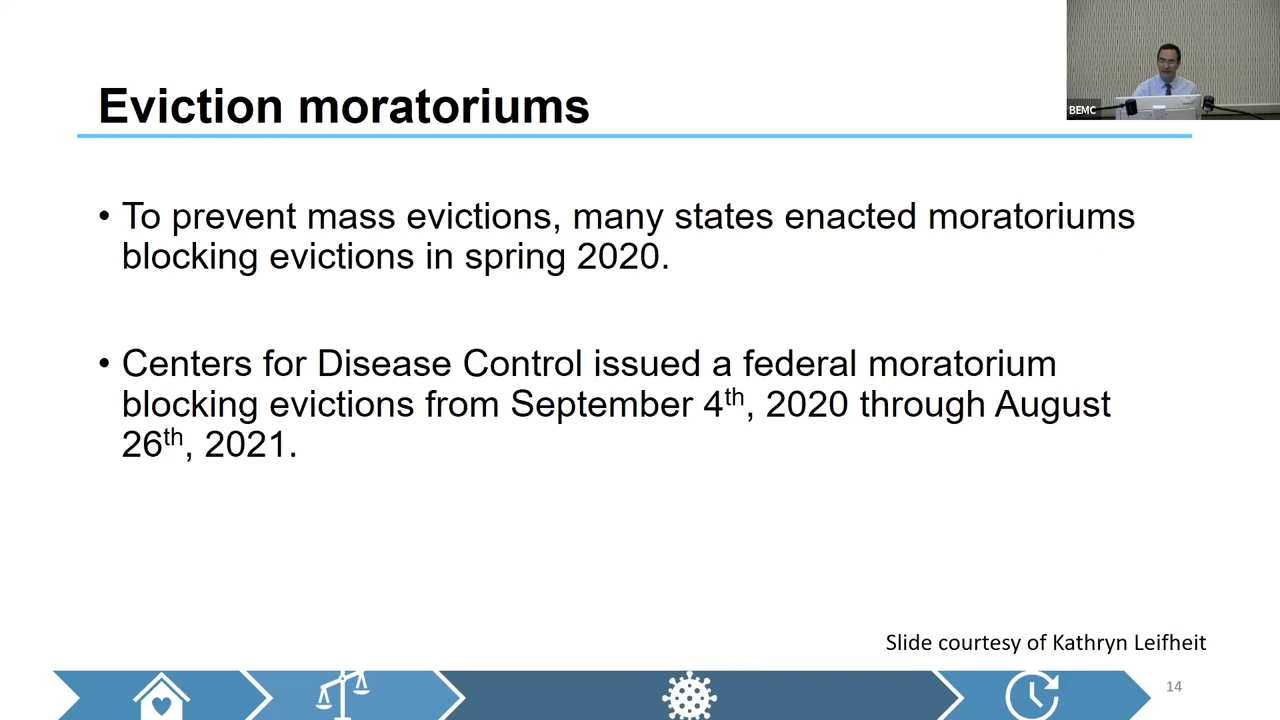 BEMC
Eviction moratoriums
• To prevent mass evictions, many states enacted moratoriums
blocking evictions in spring 2020.
• Centers for Disease Control issued a federal moratorium
blocking evictions from September 4th, 2020 through August
26th, 2021.
Slide courtesy of Kathryn Leifheit
14